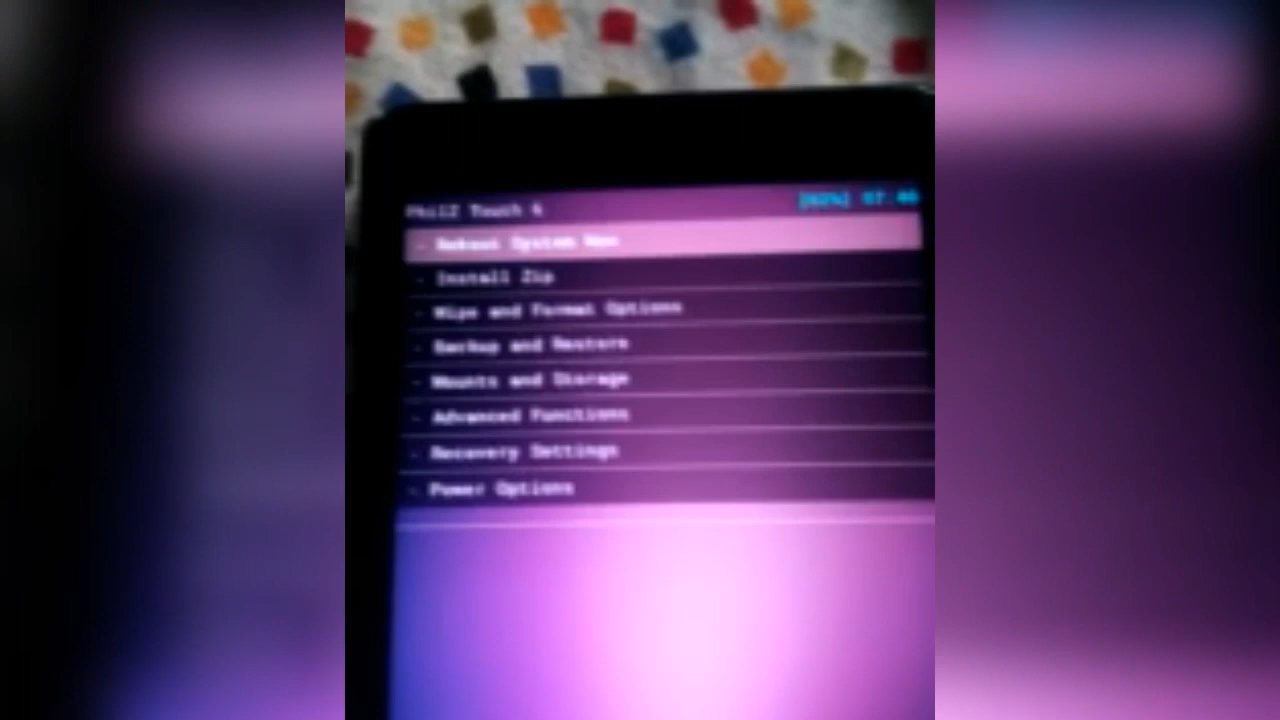 PhilZ Touch 6
- Reboot System Now
- Install Zip
- Wipe and Format Options
- Backup and Restore
- Mounts and Storage
- Advanced Functions
- Recovery Settings
- Power Options